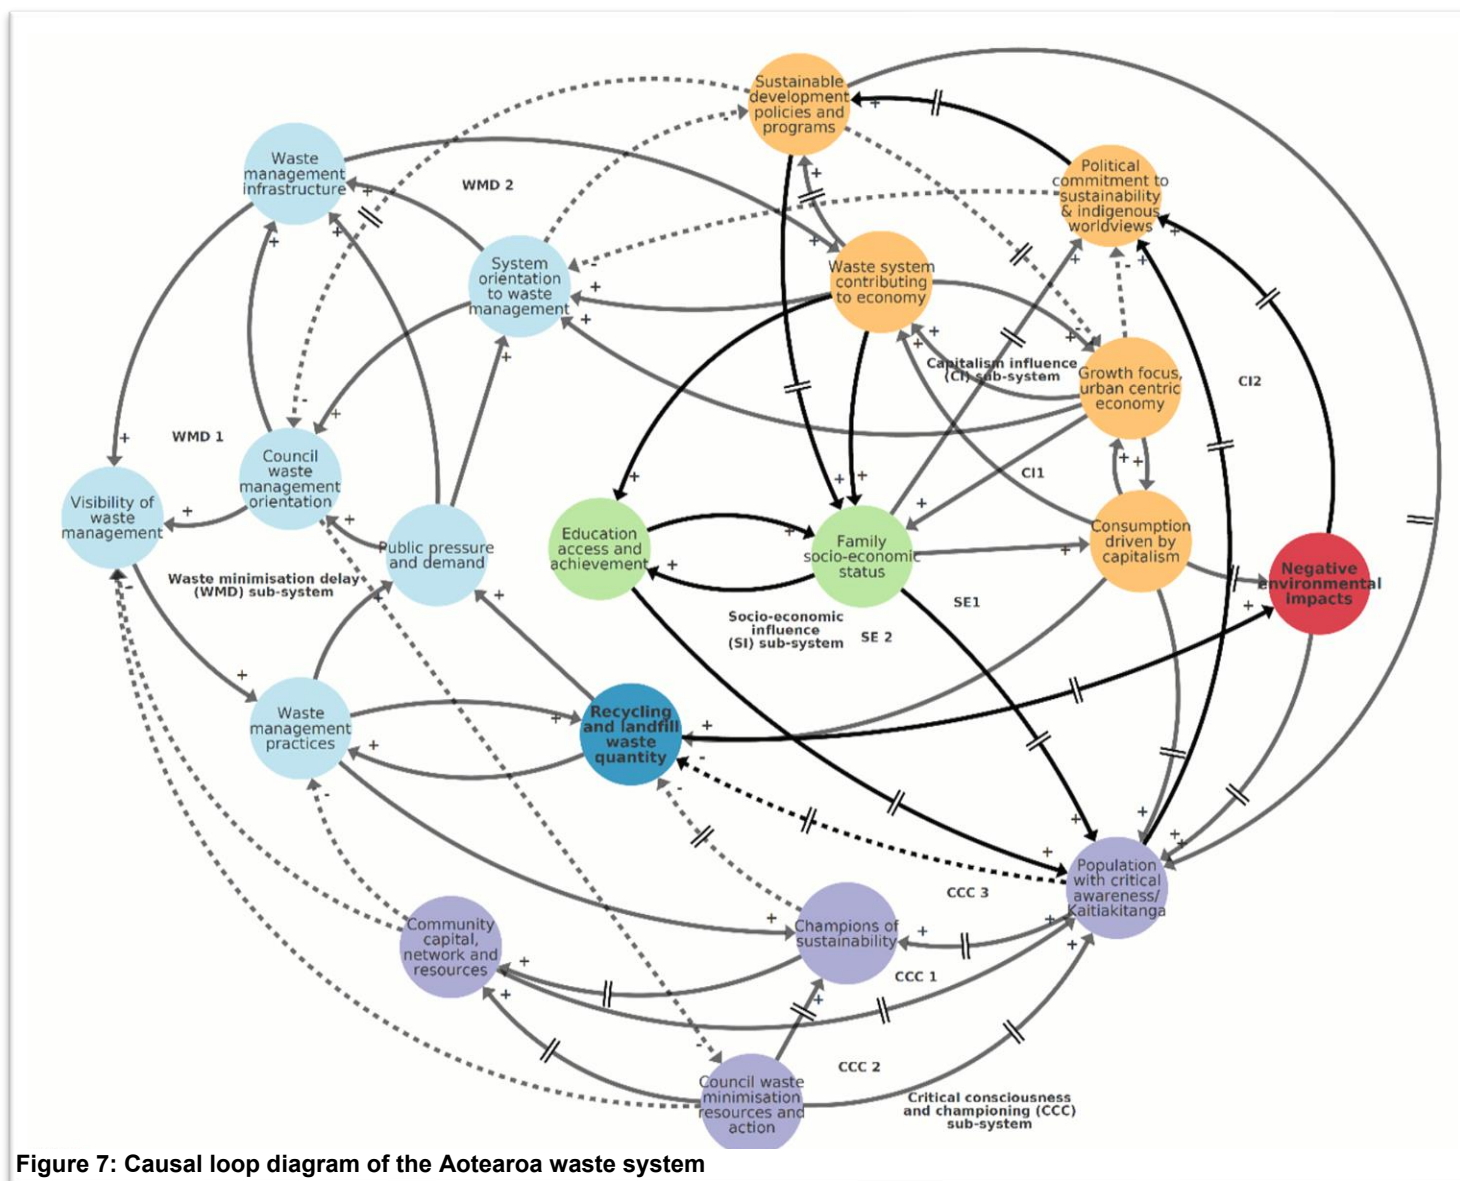 Sustainable
development
policies and
programs
Waste
management
infrastructure
WMD 2
Political
commitment to
sustainability
& indigenous
worldviews
System
orientation
to waste
management
Waste system
contributing
to economy
Capitalism influence
(CI) sub-system
Growth focus,
urban centric
economy
CI2
WMD 1
Council
waste
management
orientation
CI1
Visibility of
waste
management
Public pressure
and demand
Education
access and
achievement
Family
socio-economic
status
Consumption
driven by
capitalism
Negative
environmental
impacts
Waste minimisation delay
(WMD) sub-system
Socio-economic
influence
(SI) sub-system
SE 2
SE1
Waste
management
practices
Recycling
and landfill
waste
quantity
Population
with critical
awareness/
Kaitiakitanga
CCC 3
Community
capital,
network and
resources
Champions of
sustainability
CCC 1
CCC 2
Council waste
minimisation
resources and
action
Critical consciousness
and championing (CCC)
sub-system
Figure 7: Causal loop diagram of the Aotearoa waste system